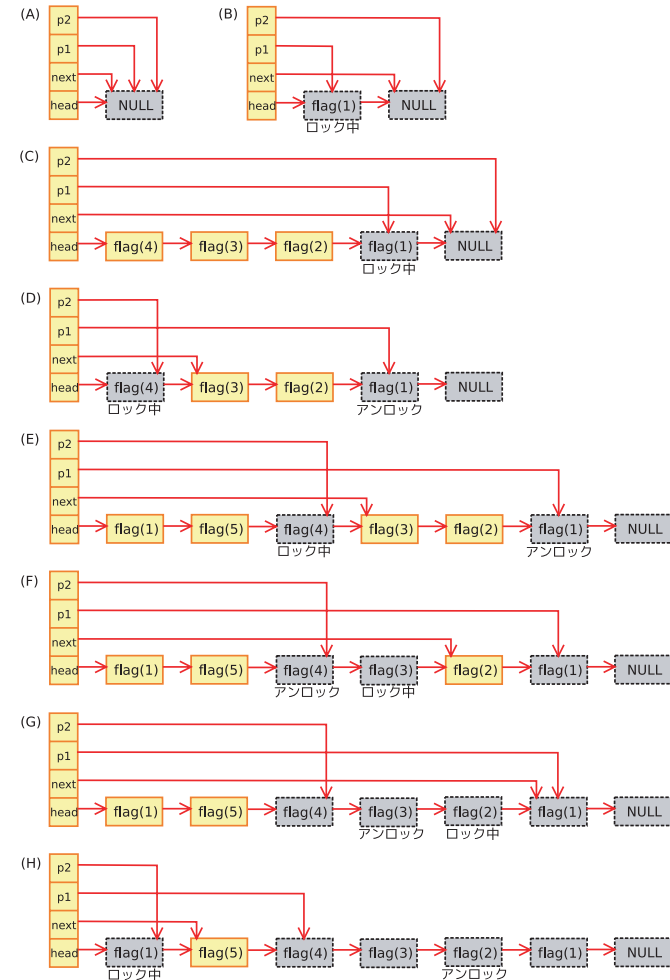 (A)
p2
p1
next
head
NULL
(B)
p2
p1
next
head
flag(1)
NULL
ロック中
(C)
p2
p1
next
head
flag(4)
flag(3)
flag(2)
flag(1)
NULL
ロック中
(D)
p2
p1
next
head
flag(4)
flag(3)
flag(2)
flag(1)
NULL
ロック中
アンロック
(E)
p2
p1
next
head
flag(1)
flag(5)
flag(4)
flag(3)
flag(2)
flag(1)
NULL
ロック中
アンロック
(F)
p2
p1
next
head
flag(1)
flag(5)
flag(4)
flag(3)
flag(2)
flag(1)
NULL
アンロック
ロック中
(G)
p2
p1
next
head
flag(1)
flag(5)
flag(4)
flag(3)
flag(2)
flag(1)
NULL
アンロック
ロック中
(H)
p2
p1
next
head
flag(1)
flag(5)
flag(4)
flag(3)
flag(2)
flag(1)
NULL
ロック中
アンロック